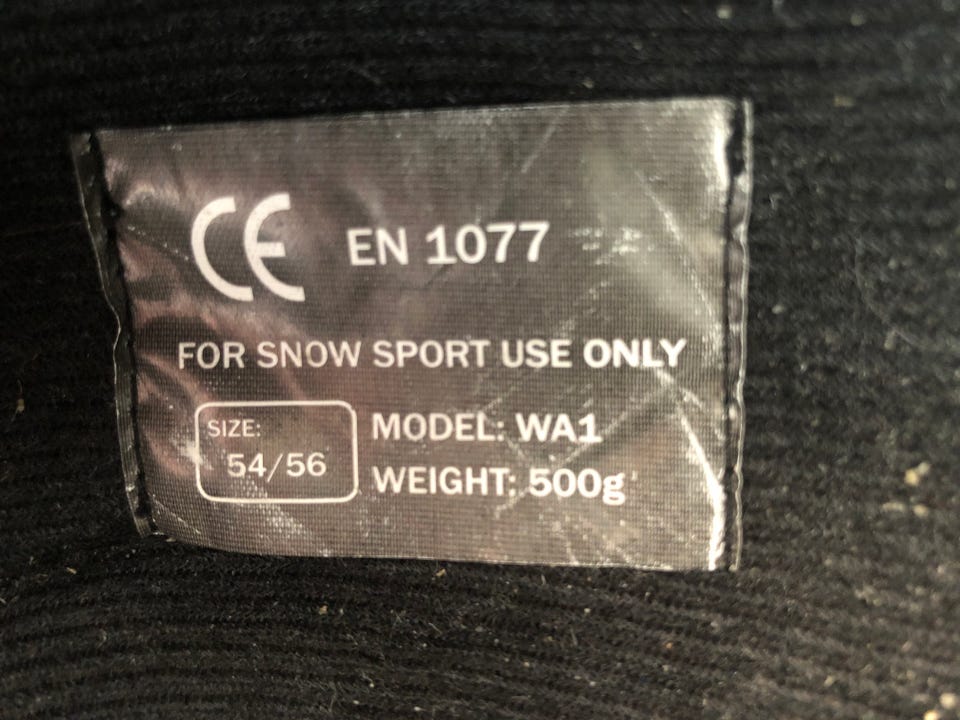 CE EN 1077
FOR SNOW SPORT USE ONLY
SIZE:
54/56
MODEL: WA1
WEIGHT: 500g